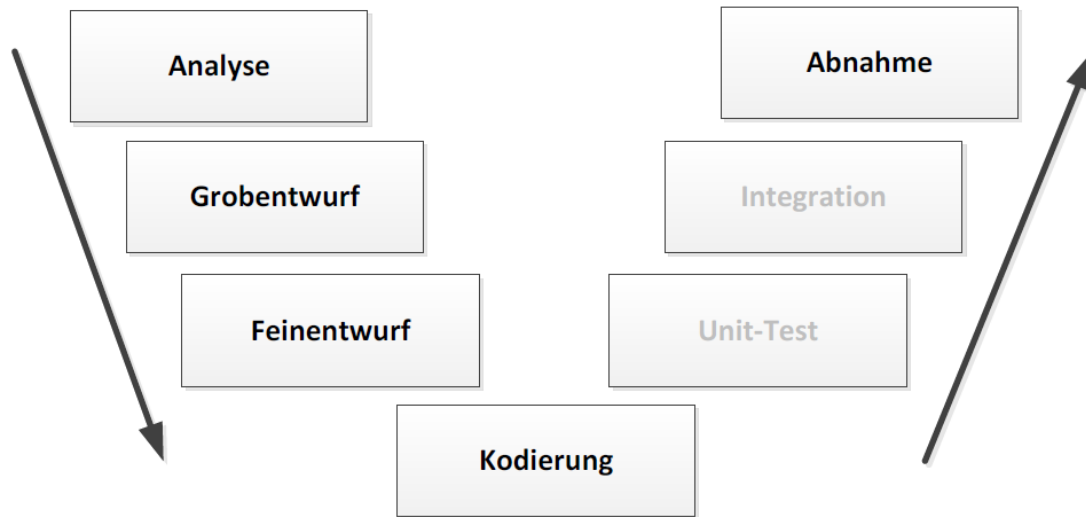 Analyse
Abnahme
Grobentwurf
Integration
Feinentwurf
Unit-Test
Kodierung